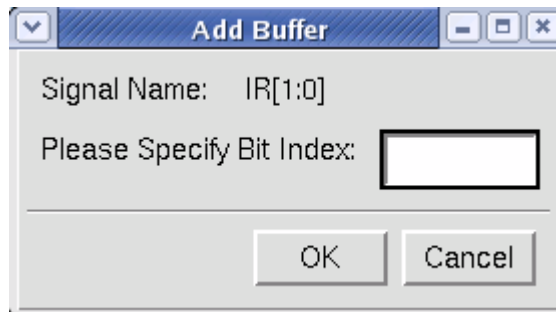 Add Buffer
Signal Name: IR[1:0]
Please Specify Bit Index:
OK Cancel